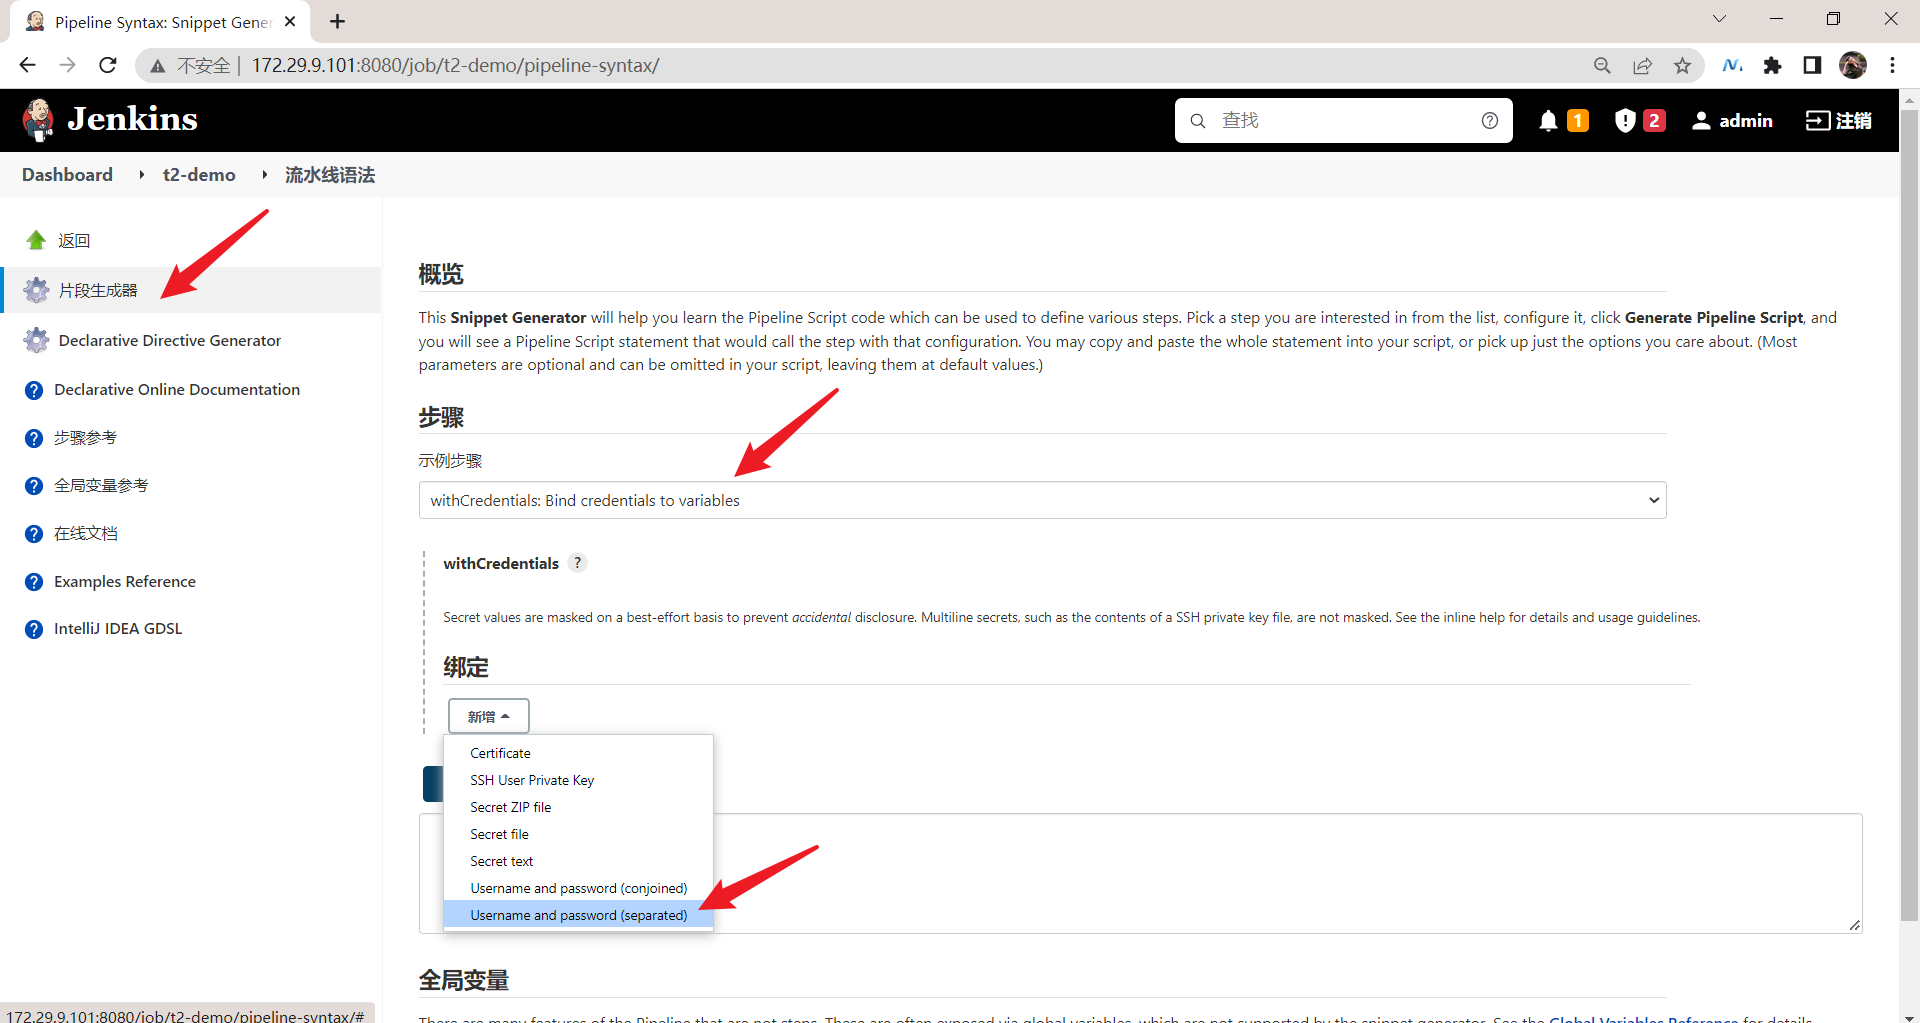 Pipeline Syntax: Snippet Gener
不安全 | 172.29.9.101:8080/job/t2-demo/pipeline-syntax/
Jenkins
查找
1
2
admin
注销
Dashboard
t2-demo
流水线语法
返回
片段生成器
Declarative Directive Generator
Declarative Online Documentation
步骤参考
全局变量参考
在线文档
Examples Reference
IntelliJ IDEA GDSL
概览
This Snippet Generator will help you learn the Pipeline Script code which can be used to define various steps. Pick a step you are interested in from the list, configure it, click Generate Pipeline Script, and
you will see a Pipeline Script statement that would call the step with that configuration. You may copy and paste the whole statement into your script, or pick up just the options you care about. (Most
parameters are optional and can be omitted in your script, leaving them at default values.)
步骤
示例步骤
withCredentials: Bind credentials to variables
withCredentials ?
Secret values are masked on a best-effort basis to prevent accidental disclosure. Multiline secrets, such as the contents of a SSH private key file, are not masked. See the inline help for details and usage guidelines.
绑定
新增
Certificate
SSH User Private Key
Secret ZIP file
Secret file
Secret text
Username and password (conjoined)
Username and password (separated)
全局变量
There are many features of the Pipeline that are not steps. These are often exposed via global variables, which are not supported by the snippet generator. See the Global Variables Reference for details.
172.29.9.101:8080/job/t2-demo/pipeline-syntax/#